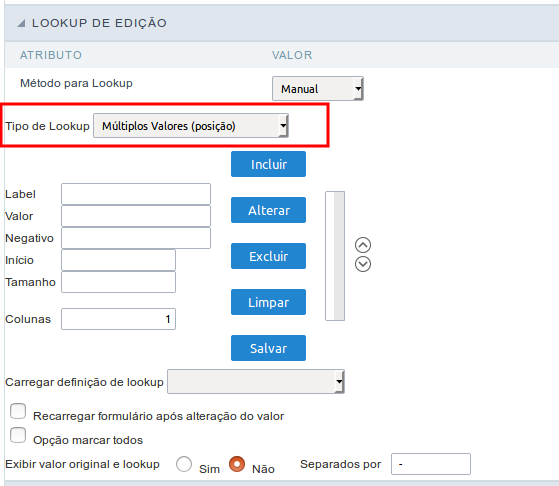 LOOKUP DE EDIÇÃO
ATRIBUTO VALOR
Método para Lookup Manual
Tipo de Lookup Múltiplos Valores (posição)
Incluir
Label
Valor Alterar
Negativo
Início Excluir
Tamanho
Limpar
Colunas 1
Salvar
Carregar definição de lookup
Recarregar formulário após alteração do valor
Opção marcar todos
Exibir valor original e lookup Sim Não Separados por -